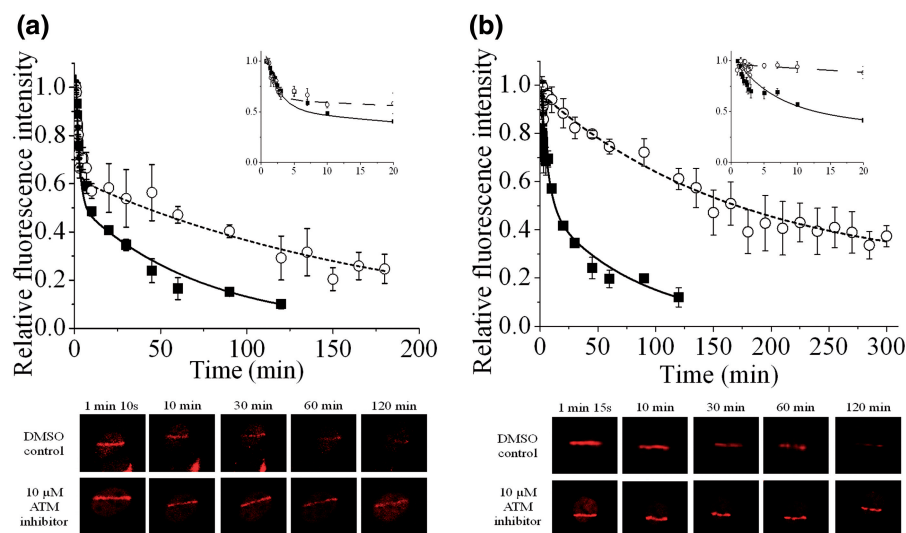 (a)
Relative fluorescence intensity
1.0
0.8
0.6
0.4
0.2
0.0
0 50 100 150 200
Time (min)
1.0
0.5
0.0
0 5 10 15 20
1 min 10s 10 min 30 min 60 min 120 min
DMSO
control
10 µM
ATM
inhibitor
(b)
Relative fluorescence intensity
1.0
0.8
0.6
0.4
0.2
0.0
0 50 100 150 200 250 300
Time (min)
1.0
0.5
0.0
0 5 10 15 20
1 min 15s 10 min 30 min 60 min 120 min
DMSO
control
10 µM
ATM
inhibitor